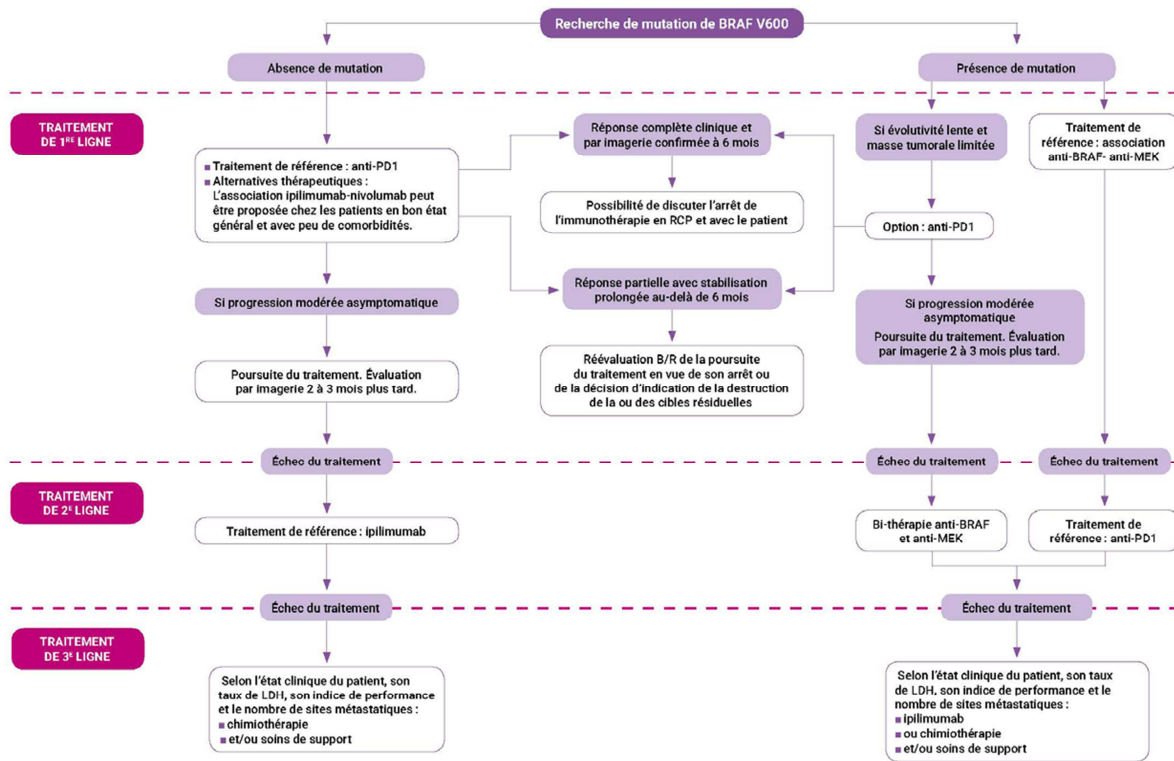 Recherche de mutation de BRAF V600
Absence de mutation
Présence de mutation
TRAITEMENT
DE 1RE LIGNE
■ Traitement de référence : anti-PD1
■ Alternatives thérapeutiques :
L'association ipilimumab-nivolumab peut
être proposée chez les patients en bon état
général et avec peu de comorbidités.
Réponse complète clinique et
par imagerie confirmée à 6 mois
Possibilité de discuter l'arrêt de
l'immunothérapie en RCP et avec le patient
Réponse partielle avec stabilisation
prolongée au-delà de 6 mois
Réévaluation B/R de la poursuite
du traitement en vue de son arrêt ou
de la décision d'indication de la destruction
de la ou des cibles résiduelles
Si évolutivité lente et
masse tumorale limitée
Option : anti-PD1
Si progression modérée
asymptomatique
Poursuite du traitement. Évaluation
par imagerie 2 à 3 mois plus tard.
Traitement de
référence : association
anti-BRAF- anti-MEK
Si progression modérée asymptomatique
Poursuite du traitement. Évaluation
par imagerie 2 à 3 mois plus tard.
Échec du traitement
Échec du traitement
Échec du traitement
TRAITEMENT
DE 2E LIGNE
Traitement de référence : ipilimumab
Bi-thérapie anti-BRAF
et anti-MEK
Traitement de
référence : anti-PD1
Échec du traitement
Échec du traitement
TRAITEMENT
DE 3E LIGNE
Selon l'état clinique du patient, son
taux de LDH, son indice de performance
et le nombre de sites métastatiques :
■ chimiothérapie
■ et/ou soins de support
Selon l'état clinique du patient, son taux
de LDH, son indice de performance et le
nombre de sites métastatiques :
■ ipilimumab
■ ou chimiothérapie
■ et/ou soins de support